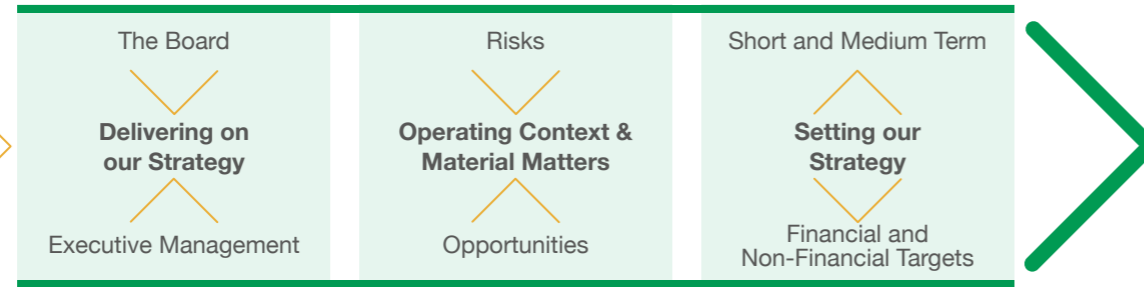 The Board
Delivering on
our Strategy
Executive Management
Risks
Operating Context &
Material Matters
Opportunities
Short and Medium Term
Setting our
Strategy
Financial and
Non-Financial Targets